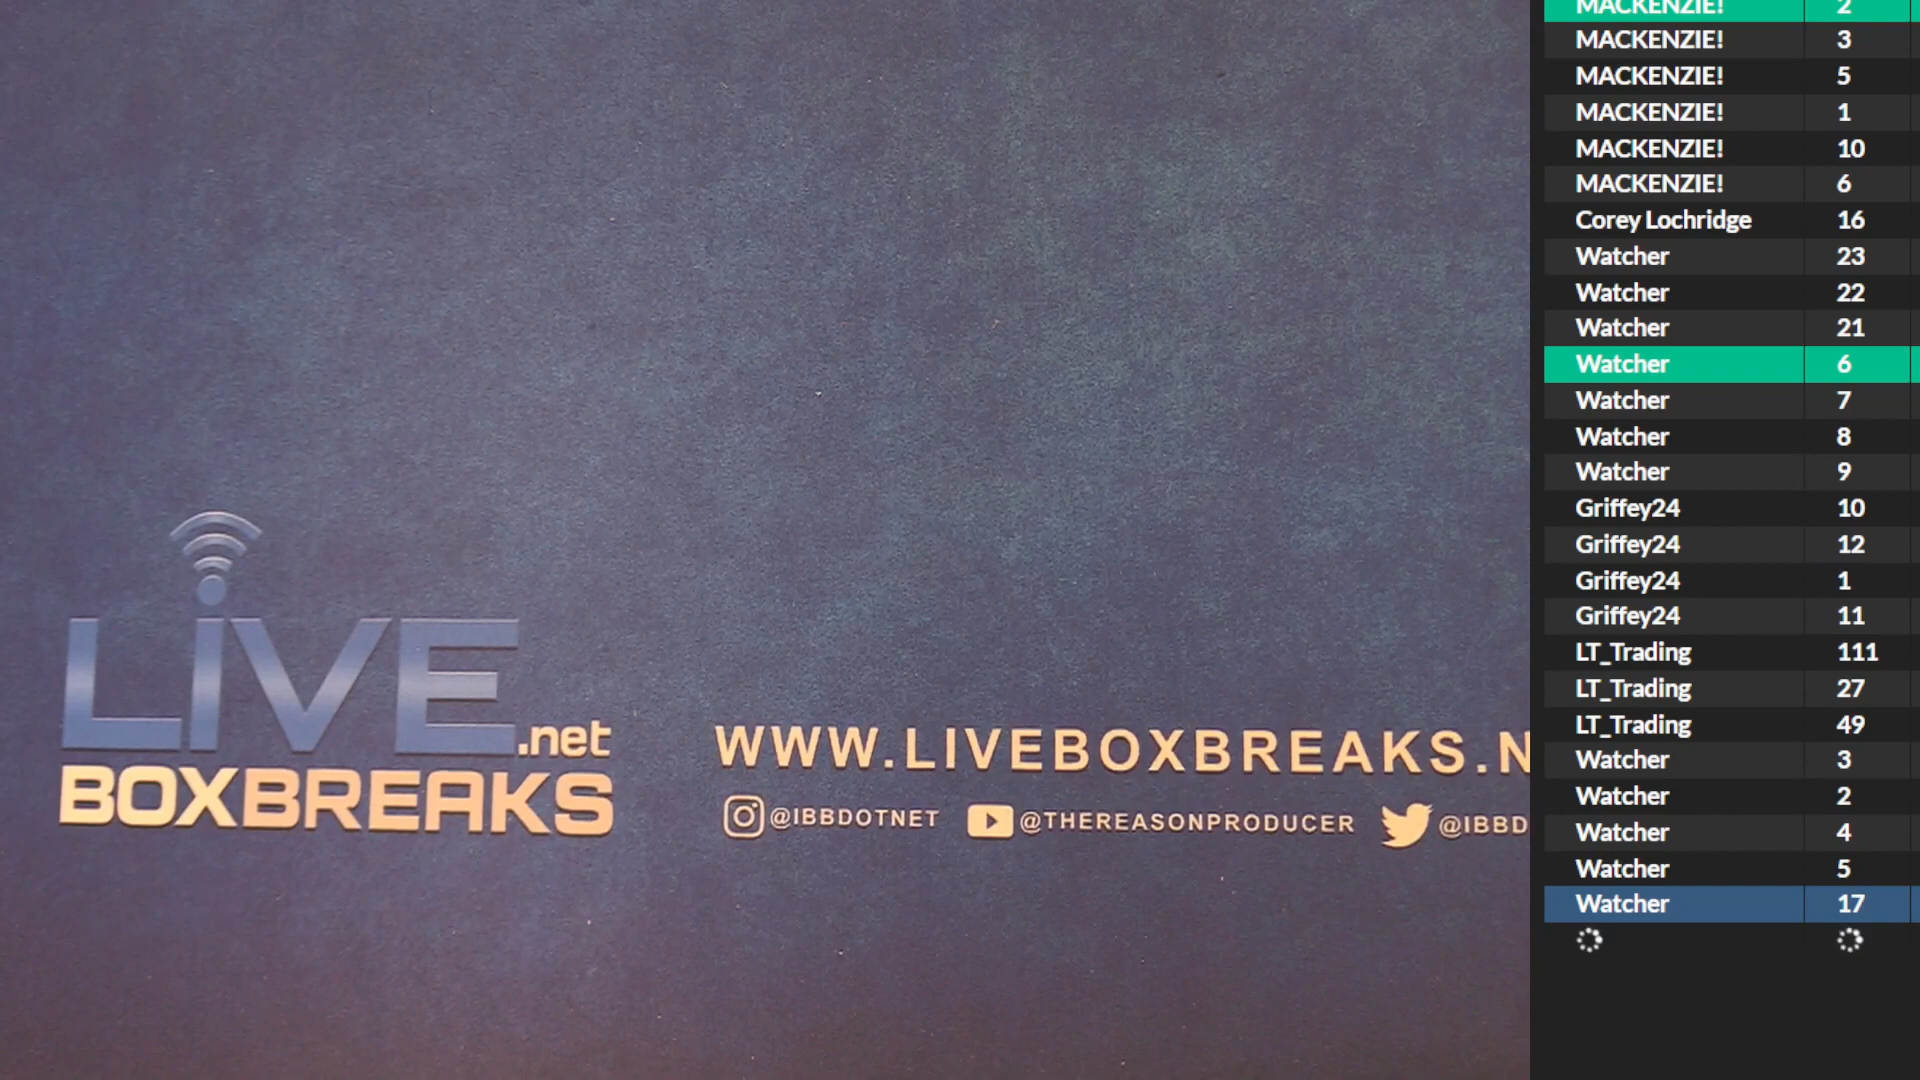 LiVE.net
BOXBREAKS
WWW.LIVEBOXBREAKS.N
@IBBDOTNET @THEREASONPRODUCER @IBBD
MACKENZIE! 2
MACKENZIE! 3
MACKENZIE! 5
MACKENZIE! 1
MACKENZIE! 10
MACKENZIE! 6
Corey Lochridge 16
Watcher 23
Watcher 22
Watcher 21
Watcher 6
Watcher 7
Watcher 8
Watcher 9
Griffey24 10
Griffey24 12
Griffey24 1
Griffey24 11
LT_Trading 111
LT_Trading 27
LT_Trading 49
Watcher 3
Watcher 2
Watcher 4
Watcher 5
Watcher 17